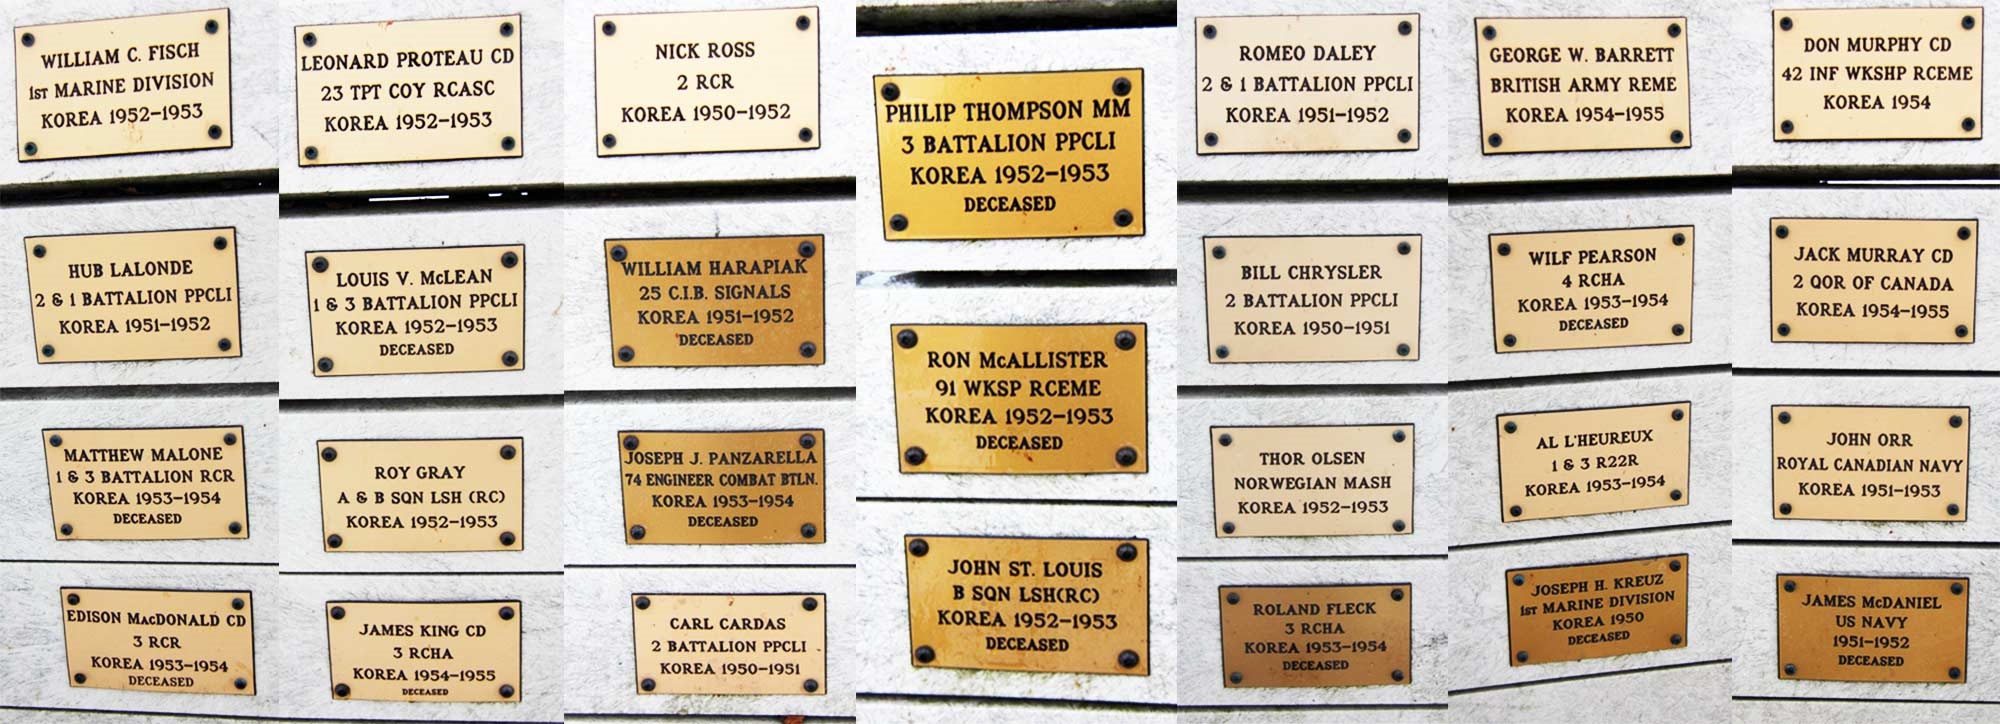 WILLIAM C. FISCH
1ST MARINE DIVISION
KOREA 1952-1953
HUB LALONDE
2 & 1 BATTALION PPCLI
KOREA 1951-1952
MATTHEW MALONE
1 & 3 BATTALION RCR
KOREA 1953-1954
DECEASED
EDISON MacDONALD CD
3 RCR
KOREA 1953-1954
DECEASED
LEONARD PROTEAU CD
23 TPT COY RCASC
KOREA 1952-1953
LOUIS V. McLEAN
1 & 3 BATTALION PPCLI
KOREA 1952-1953
DECEASED
ROY GRAY
A & B SQN LSH (RC)
KOREA 1952-1953
JAMES KING CD
3 RCHA
KOREA 1954-1955
DECEASED
NICK ROSS
2 RCR
KOREA 1950-1952
WILLIAM HARAPIAK
25 C.I.B. SIGNALS
KOREA 1951-1952
DECEASED
JOSEPH J. PANZARELLA
74 ENGINEER COMBAT BTLN.
KOREA 1953-1954
DECEASED
CARL CARDAS
2 BATTALION PPCLI
KOREA 1950-1951
PHILIP THOMPSON MM
3 BATTALION PPCLI
KOREA 1952-1953
DECEASED
RON McALLISTER
91 WKSP RCEME
KOREA 1952-1953
DECEASED
JOHN ST. LOUIS
B SQN LSH(RC)
KOREA 1952-1953
DECEASED
ROMEO DALEY
2 & 1 BATTALION PPCLI
KOREA 1951-1952
BILL CHRYSLER
2 BATTALION PPCLI
KOREA 1950-1951
THOR OLSEN
NORWEGIAN MASH
KOREA 1952-1953
ROLAND FLECK
3 RCHA
KOREA 1953-1954
DECEASED
GEORGE W. BARRETT
BRITISH ARMY REME
KOREA 1954-1955
WILF PEARSON
4 RCHA
KOREA 1953-1954
DECEASED
AL L'HEUREUX
1 & 3 R22R
KOREA 1953-1954
JOSEPH H. KREUZ
1ST MARINE DIVISION
KOREA 1950
DECEASED
DON MURPHY CD
42 INF WKSHP RCEME
KOREA 1954
JACK MURRAY CD
2 QOR OF CANADA
KOREA 1954-1955
JOHN ORR
ROYAL CANADIAN NAVY
KOREA 1951-1953
JAMES McDANIEL
US NAVY
1951-1952
DECEASED